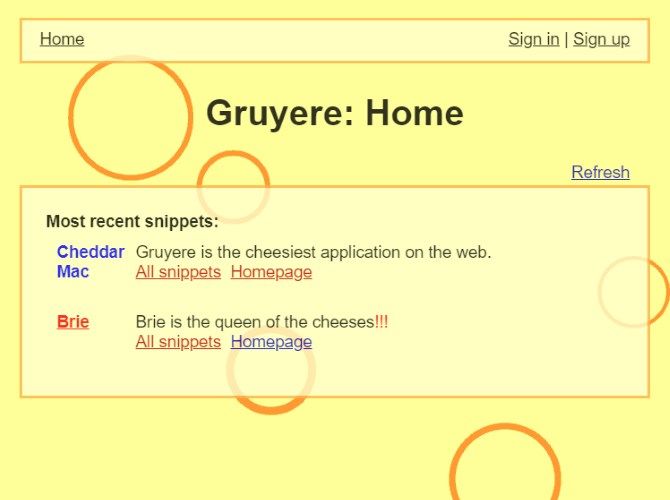 Home Sign in | Sign up
Gruyere: Home
Refresh
Most recent snippets:
Cheddar Gruyere is the cheesiest application on the web.
Mac All snippets Homepage
Brie Brie is the queen of the cheeses!!!
All snippets Homepage